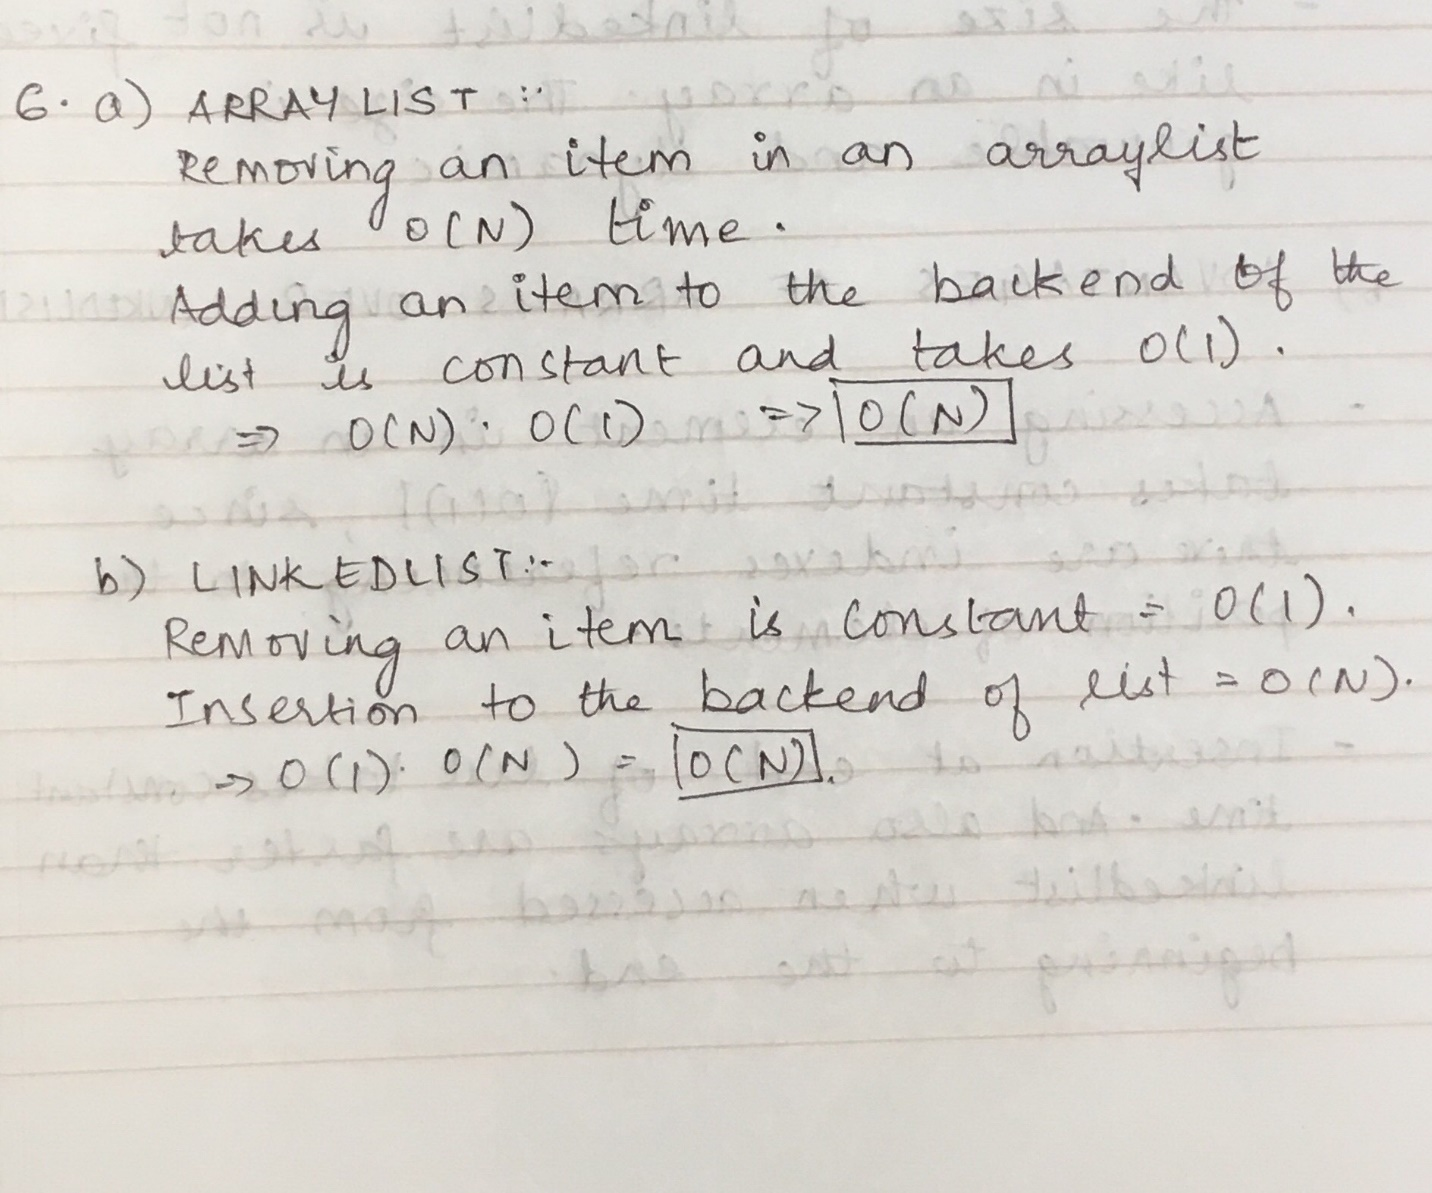 6. a) ARRAY LIST :-
Removing an item in an arraylist
takes O(N) time.
Adding an item to the backend of the
list is constant and takes O(1).
=> O(N) . O(1) => O(N)
b) LINKEDLIST :-
Removing an item is constant = O(1).
Insertion to the backend of list = O(N).
-> O(1) . O(N) = O(N).